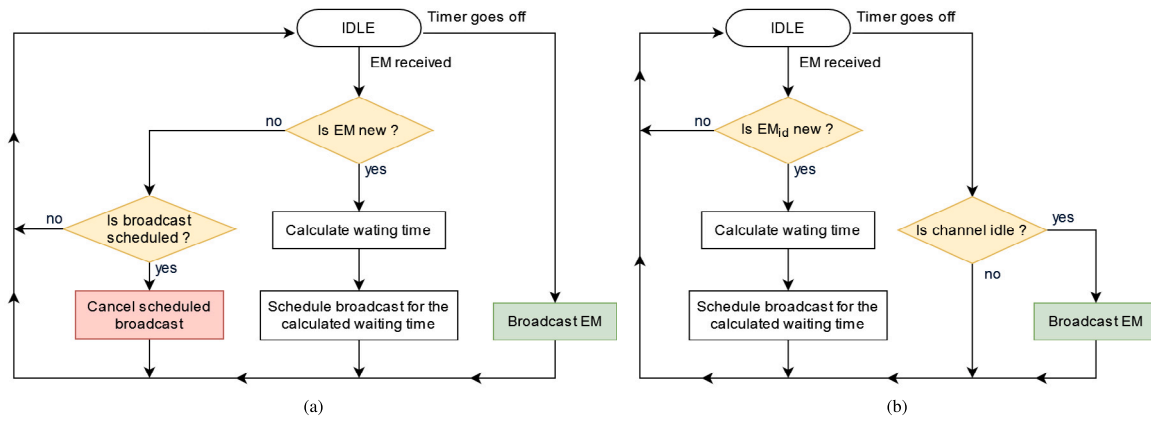 IDLE
Timer goes off
EM received
Is EM new ?
no
yes
Is broadcast
scheduled ?
no
yes
Calculate wating time
Cancel scheduled
broadcast
Schedule broadcast for the
calculated waiting time
Broadcast EM
(a)
IDLE
Timer goes off
EM received
Is EMid new ?
no
yes
Calculate wating time
Is channel idle ?
yes
no
Schedule broadcast for the
calculated waiting time
Broadcast EM
(b)